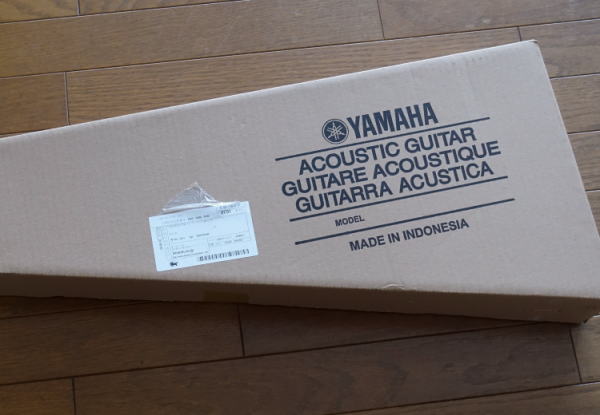 YAMAHA
ACOUSTIC GUITAR
GUITARE ACOUSTIQUE
GUITARRA ACUSTICA
MODEL
MADE IN INDONESIA